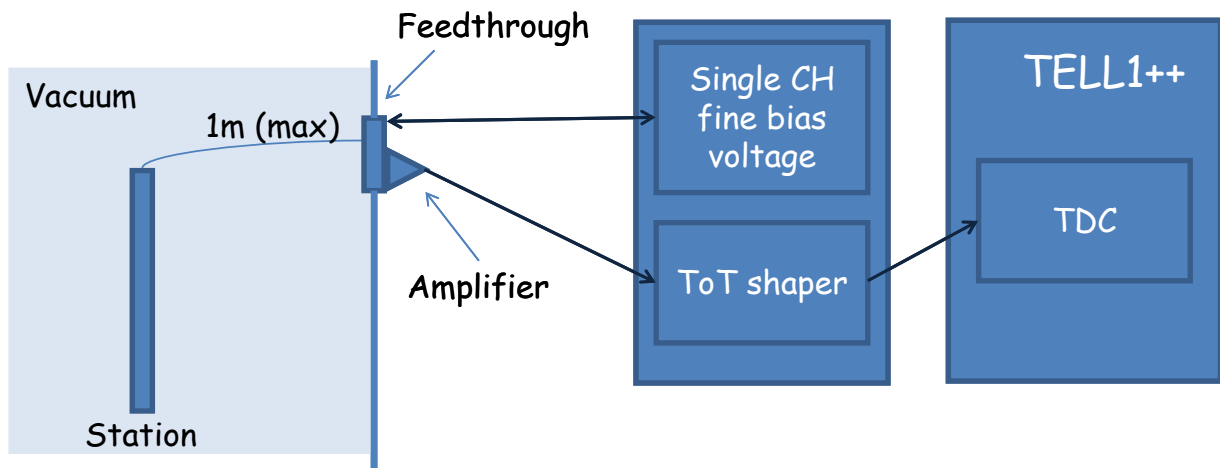 Feedthrough
Vacuum
1m (max)
Station
Amplifier
Single CH
fine bias
voltage
ToT shaper
TELL1++
TDC